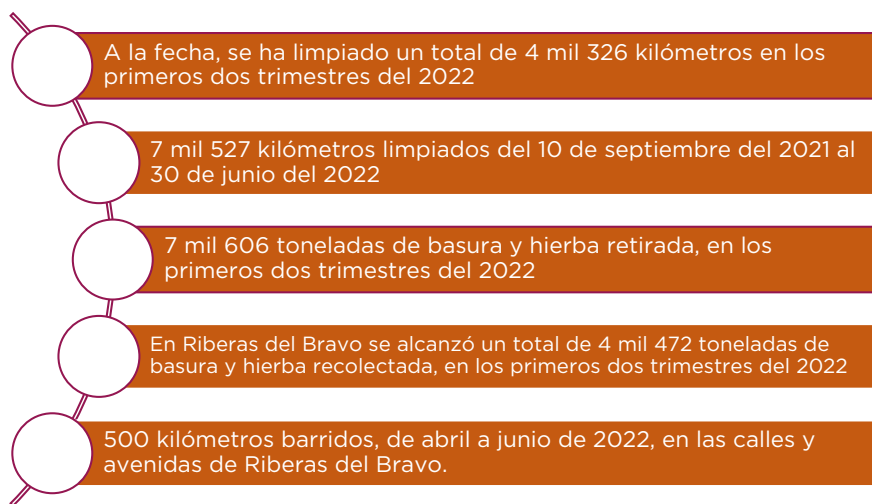 A la fecha, se ha limpiado un total de 4 mil 326 kilómetros en los
primeros dos trimestres del 2022
7 mil 527 kilómetros limpiados del 10 de septiembre del 2021 al
30 de junio del 2022
7 mil 606 toneladas de basura y hierba retirada, en los
primeros dos trimestres del 2022
En Riberas del Bravo se alcanzó un total de 4 mil 472 toneladas de
basura y hierba recolectada, en los primeros dos trimestres del 2022
500 kilómetros barridos, de abril a junio de 2022, en las calles y
avenidas de Riberas del Bravo.